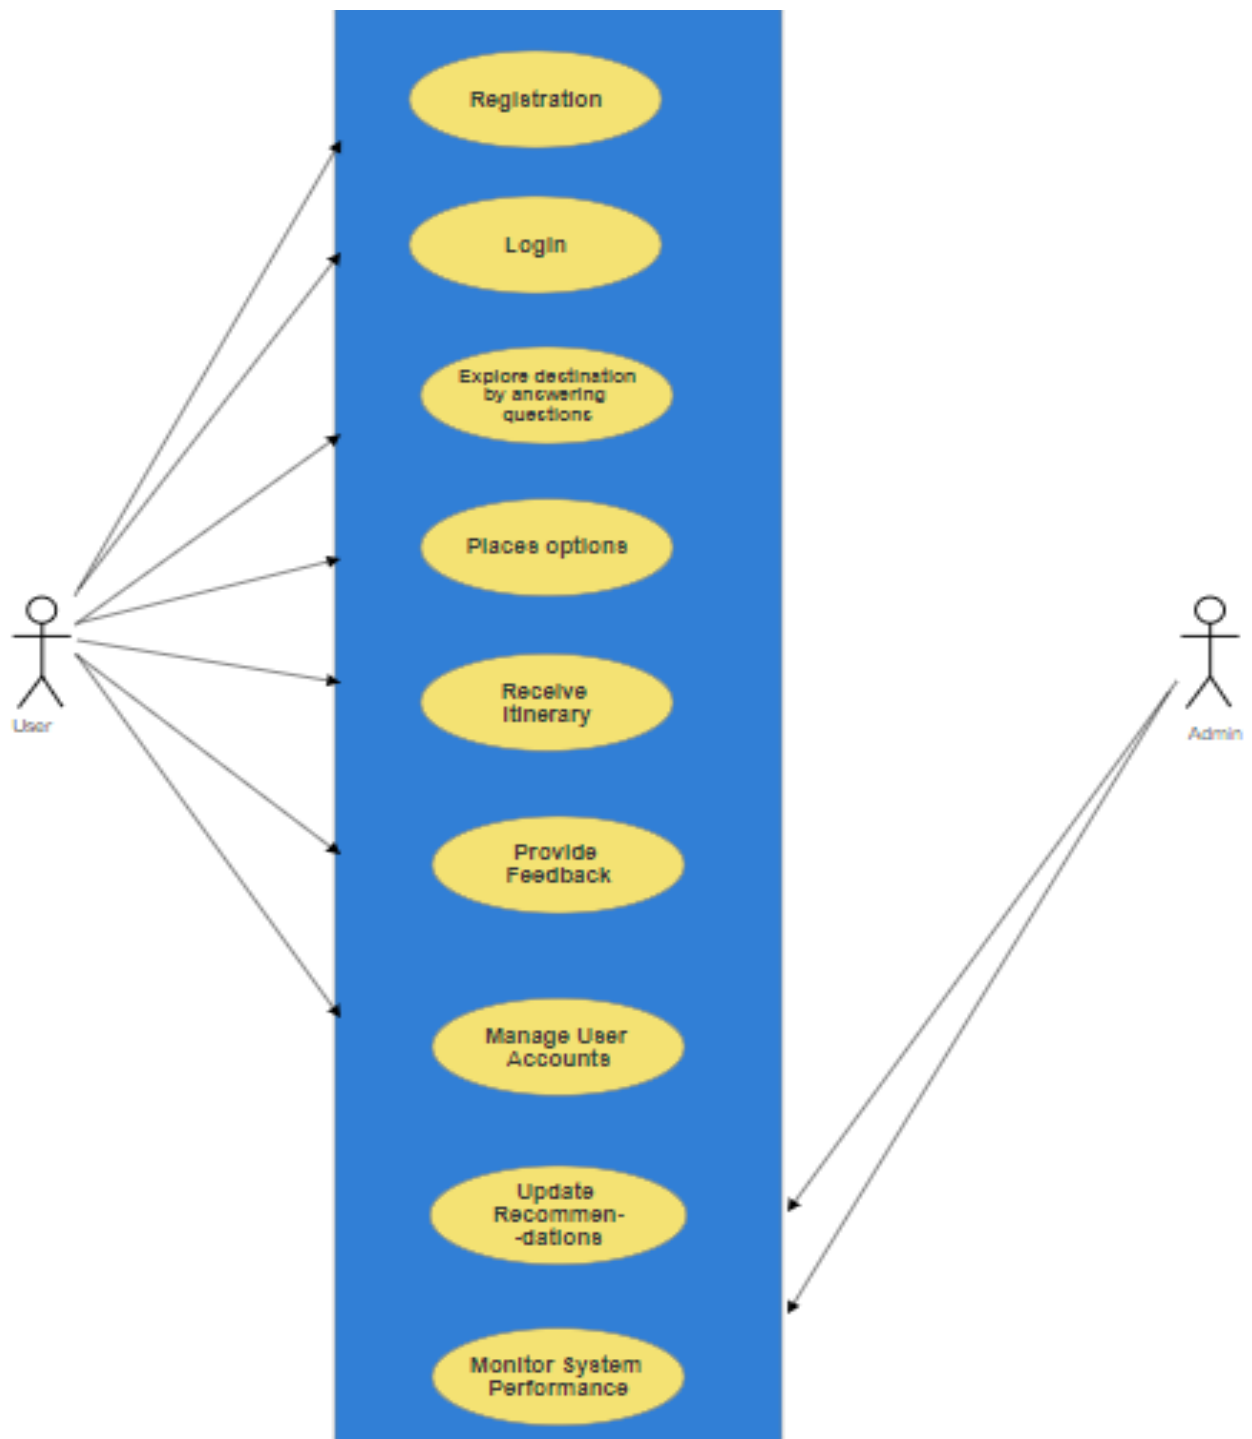 Registration
Login
Explore destination
by answering
questions
Places options
User
Receive
Itinerary
Admin
Provide
Feedback
Manage User
Accounts
Update
Recommen-
-dations
Monitor System
Performance